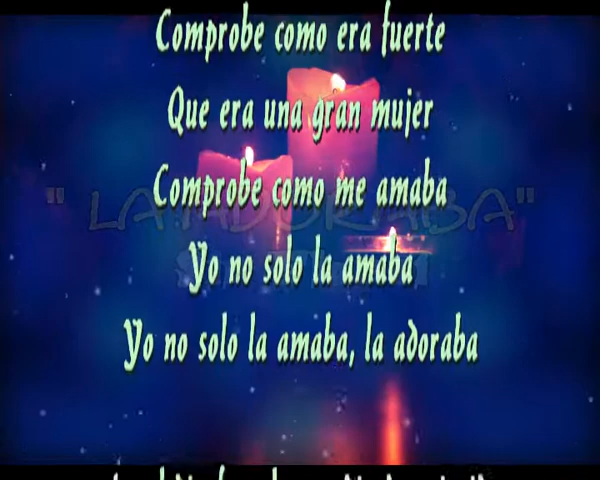 Comprobe como era fuerte
Que era una gran mujer
Comprobe como me amaba
" LA ADORABA"
Yo no solo la amaba
Yo no solo la amaba, la adoraba